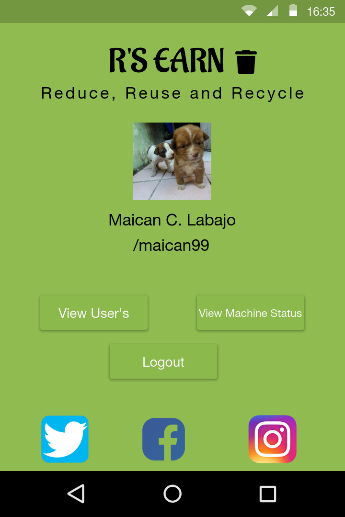 16:35
R'S EARN
Reduce, Reuse and Recycle
Maican C. Labajo
/maican99
View User's
View Machine Status
Logout